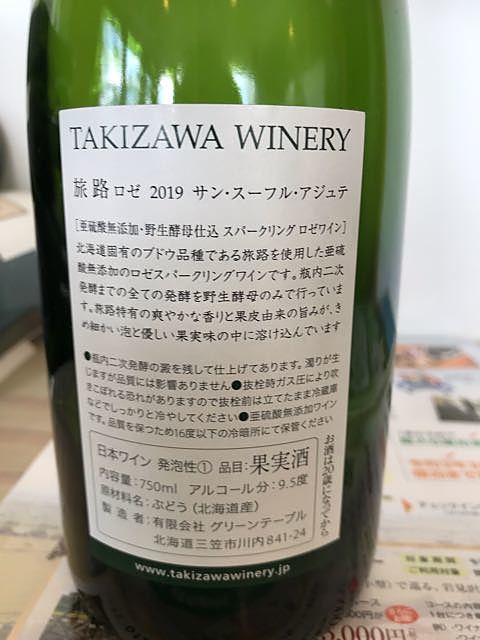 TAKIZAWA WINERY
旅路 ロゼ 2019 サン・スーフル・アジュテ
[亜硫酸無添加・野生酵母仕込 スパークリング ロゼワイン]
北海道固有のブドウ品種である旅路を使用した亜硫
酸無添加のロゼスパークリングワインです。瓶内二次
発酵までの全ての発酵を野生酵母のみで行っていま
す。旅路特有の爽やかな香りと果皮由来の旨みが、き
め細かい泡と優しい果実味の中に溶け込んでいます
●瓶内二次発酵の澱を残して仕上げてあります。濁りが生
じますが品質には影響ありません●抜栓時ガス圧により吹
きこぼれる恐れがありますので抜栓前は立てたまま冷蔵庫
などでしっかりと冷やしてください●亜硫酸無添加ワイン
です。品質を保つため16度以下の冷暗所にて保管ください
日本ワイン 発泡性① 品目：果実酒
内容量：750ml アルコール分：9.5度
原材料名：ぶどう（北海道産）
製造者：有限会社 グリーンテーブル
北海道三笠市川内841-24
お酒は20歳になってから
www.takizawawinery.jp